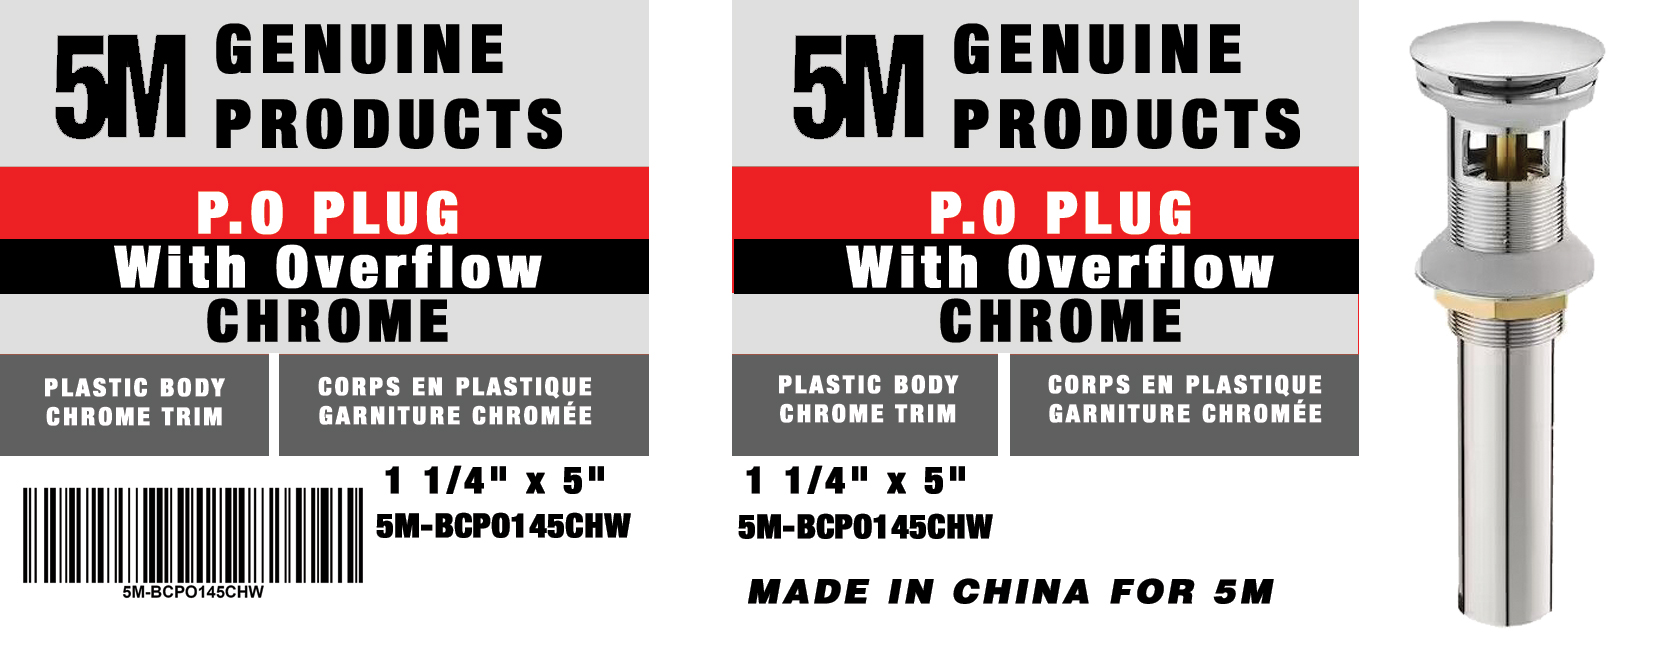 5M GENUINE
PRODUCTS
P.O PLUG
With Overflow
CHROME
PLASTIC BODY
CHROME TRIM
CORPS EN PLASTIQUE
GARNITURE CHROMÉE
1 1/4" x 5"
5M-BCPO145CHW
5M-BCPO145CHW
5M GENUINE
PRODUCTS
P.O PLUG
With Overflow
CHROME
PLASTIC BODY
CHROME TRIM
CORPS EN PLASTIQUE
GARNITURE CHROMÉE
1 1/4" x 5"
5M-BCPO145CHW
MADE IN CHINA FOR 5M